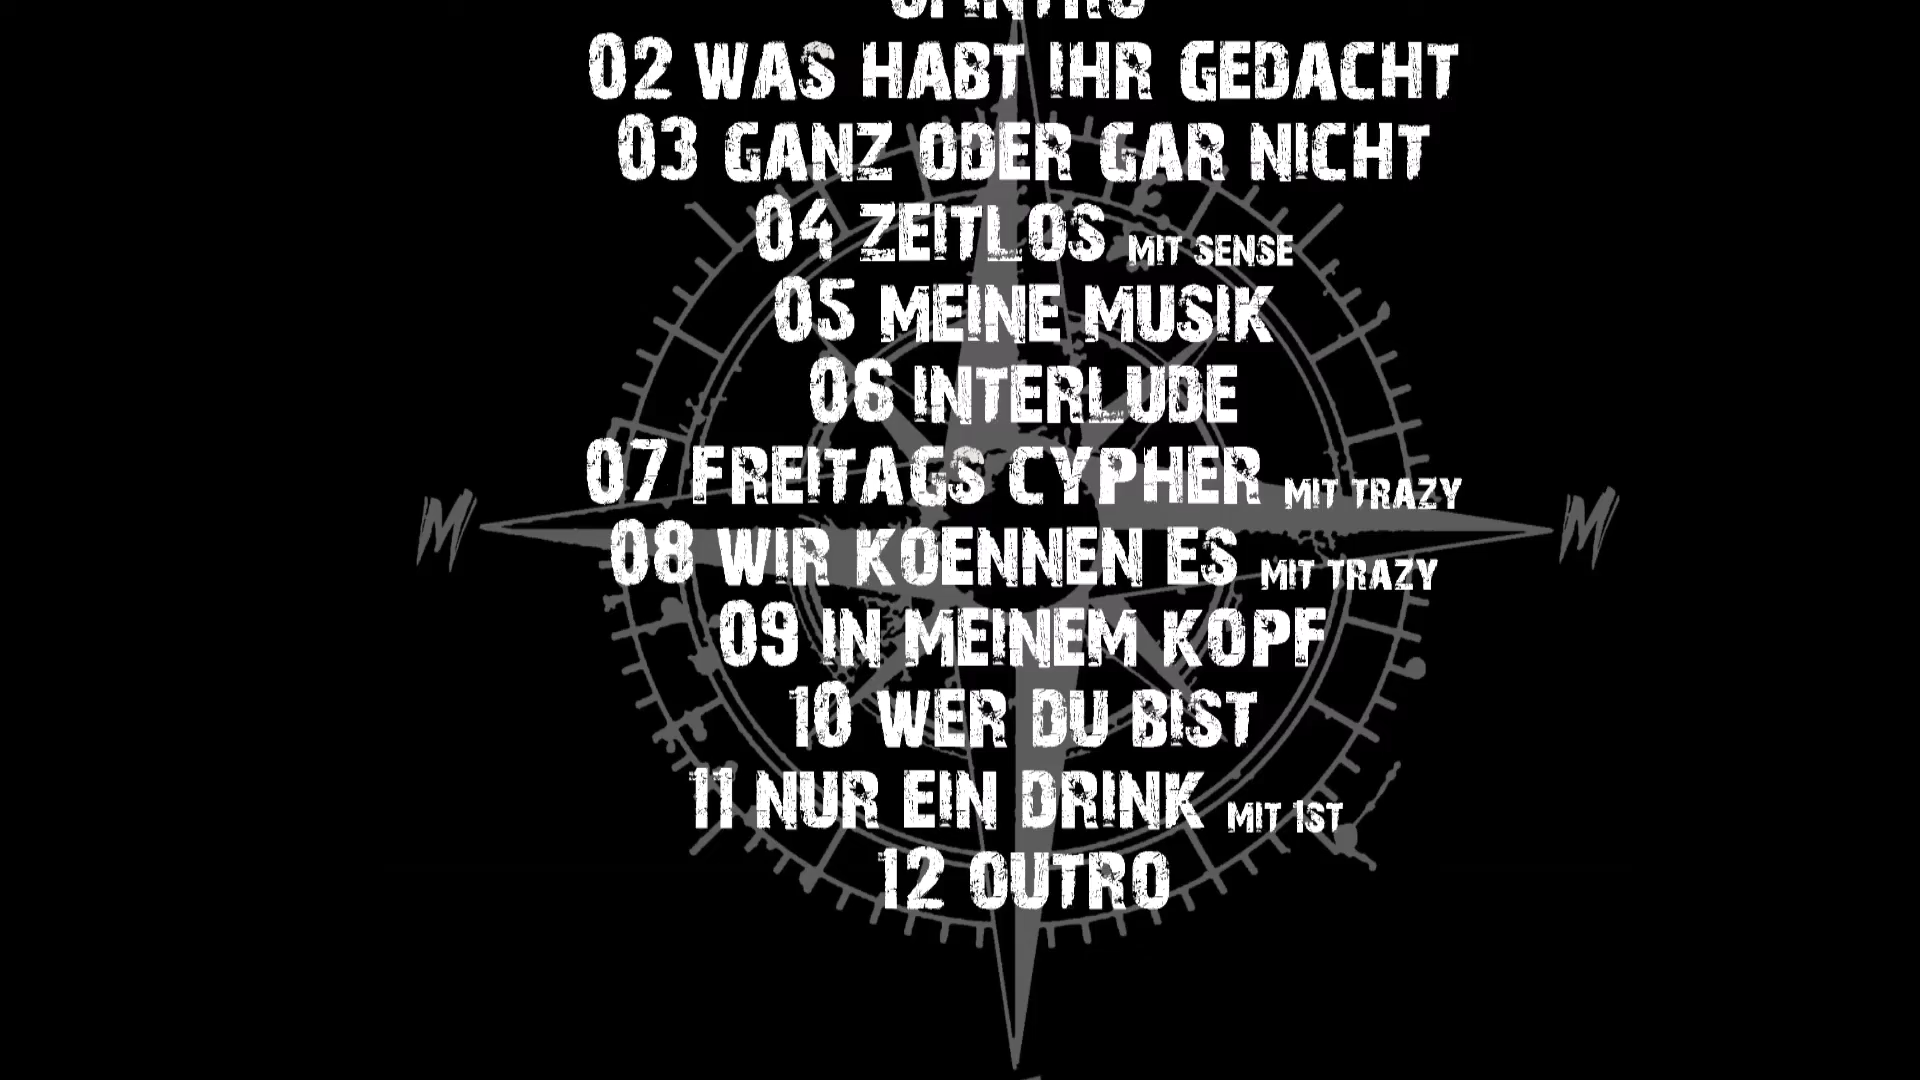 02 WAS HABT IHR GEDACHT
03 GANZ ODER GAR NICHT
04 ZEITLOS MIT SENSE
05 MEINE MUSIK
06 INTERLUDE
07 FREITAGS CYPHER MIT TRAZY
M M
08 WIR KOENNEN ES MIT TRAZY
09 IN MEINEM KOPF
10 WER DU BIST
11 NUR EIN DRINK MIT 1ST
12 OUTRO